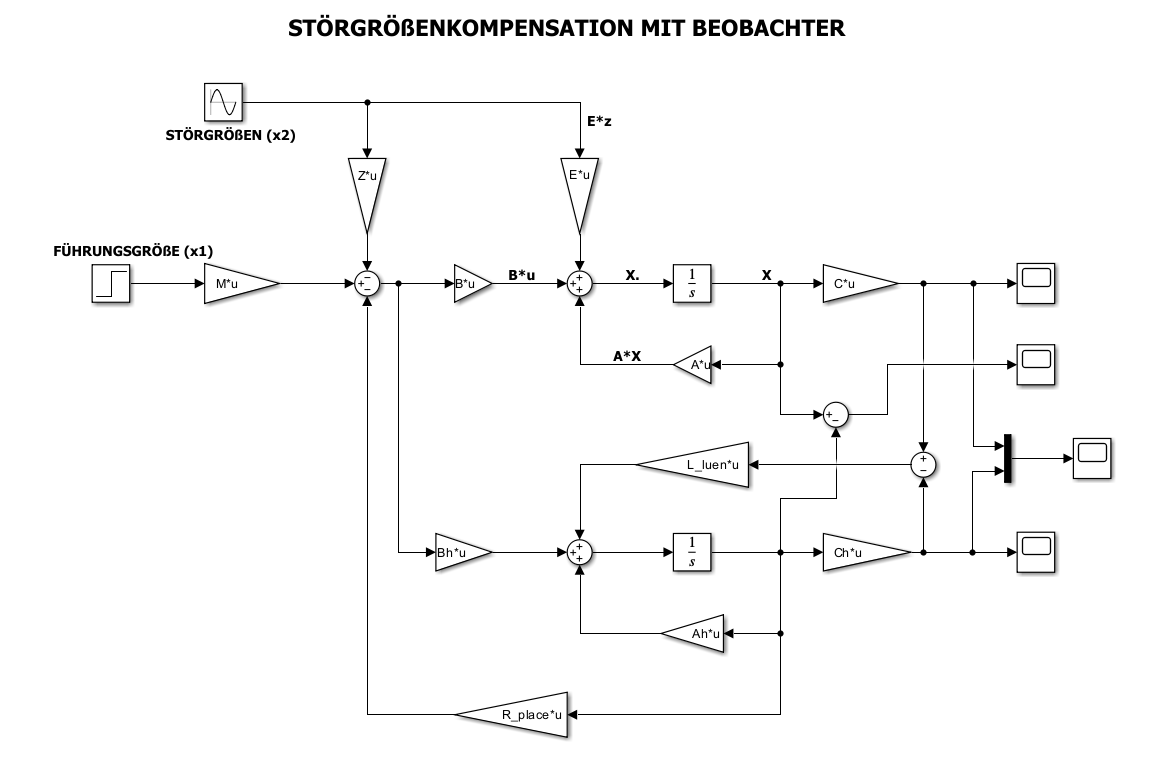 STÖRGRÖßENKOMPENSATION MIT BEOBACHTER
STÖRGRÖßEN (x2)
E*z
Z*u
E*u
FÜHRUNGSGRÖßE (x1)
M*u
B*u
B*u
X.
1
s
X
C*u
A*X
A*u
L_luen*u
Bh*u
1
s
Ch*u
Ah*u
R_place*u